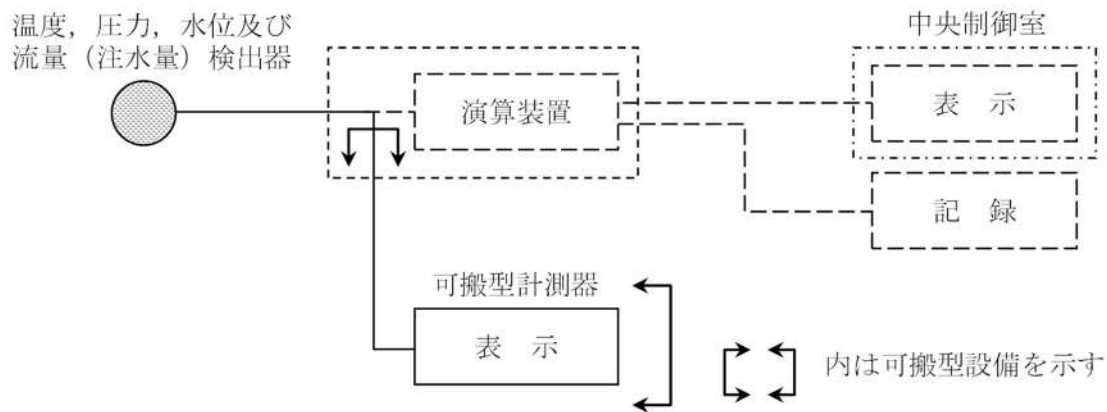 温度，圧力，水位及び
流量（注水量）検出器
中央制御室
演算装置
表　示
記　録
可搬型計測器
表　示
内は可搬型設備を示す